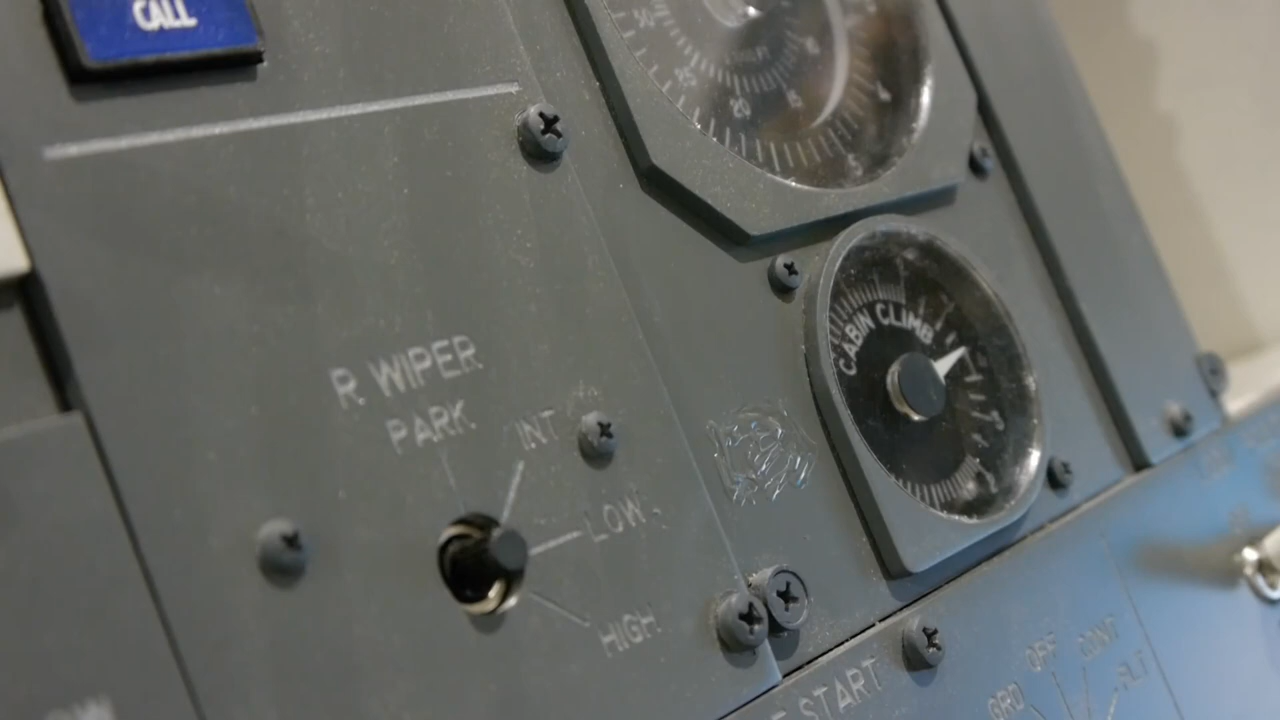 CALL
R WIPER
PARK
INT
LOW
HIGH
CABIN CLIMB
START
GRD
OFF
CONT
FLT